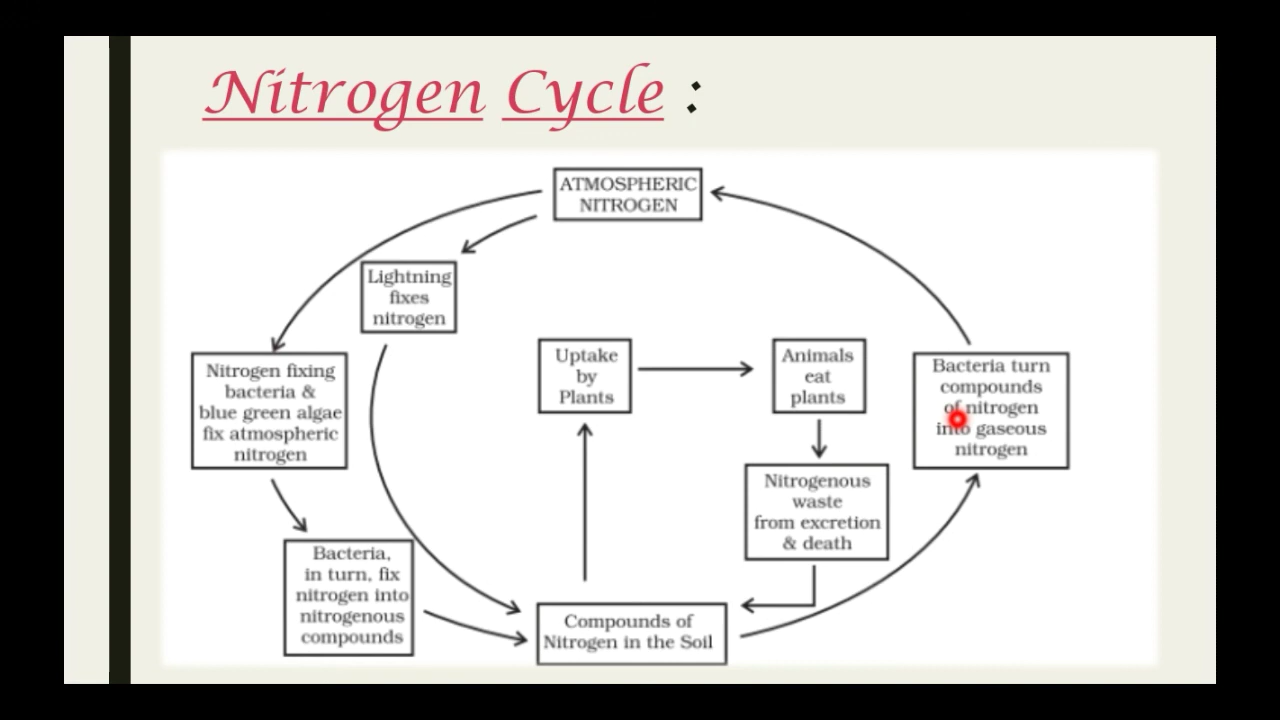 Nitrogen Cycle :
ATMOSPHERIC
NITROGEN
Lightning
fixes
nitrogen
Nitrogen fixing
bacteria &
blue green algae
fix atmospheric
nitrogen
Uptake
by
Plants
Animals
eat
plants
Bacteria turn
compounds
of nitrogen
into gaseous
nitrogen
Nitrogenous
waste
from excretion
& death
Bacteria,
in turn, fix
nitrogen into
nitrogenous
compounds
Compounds of
Nitrogen in the Soil